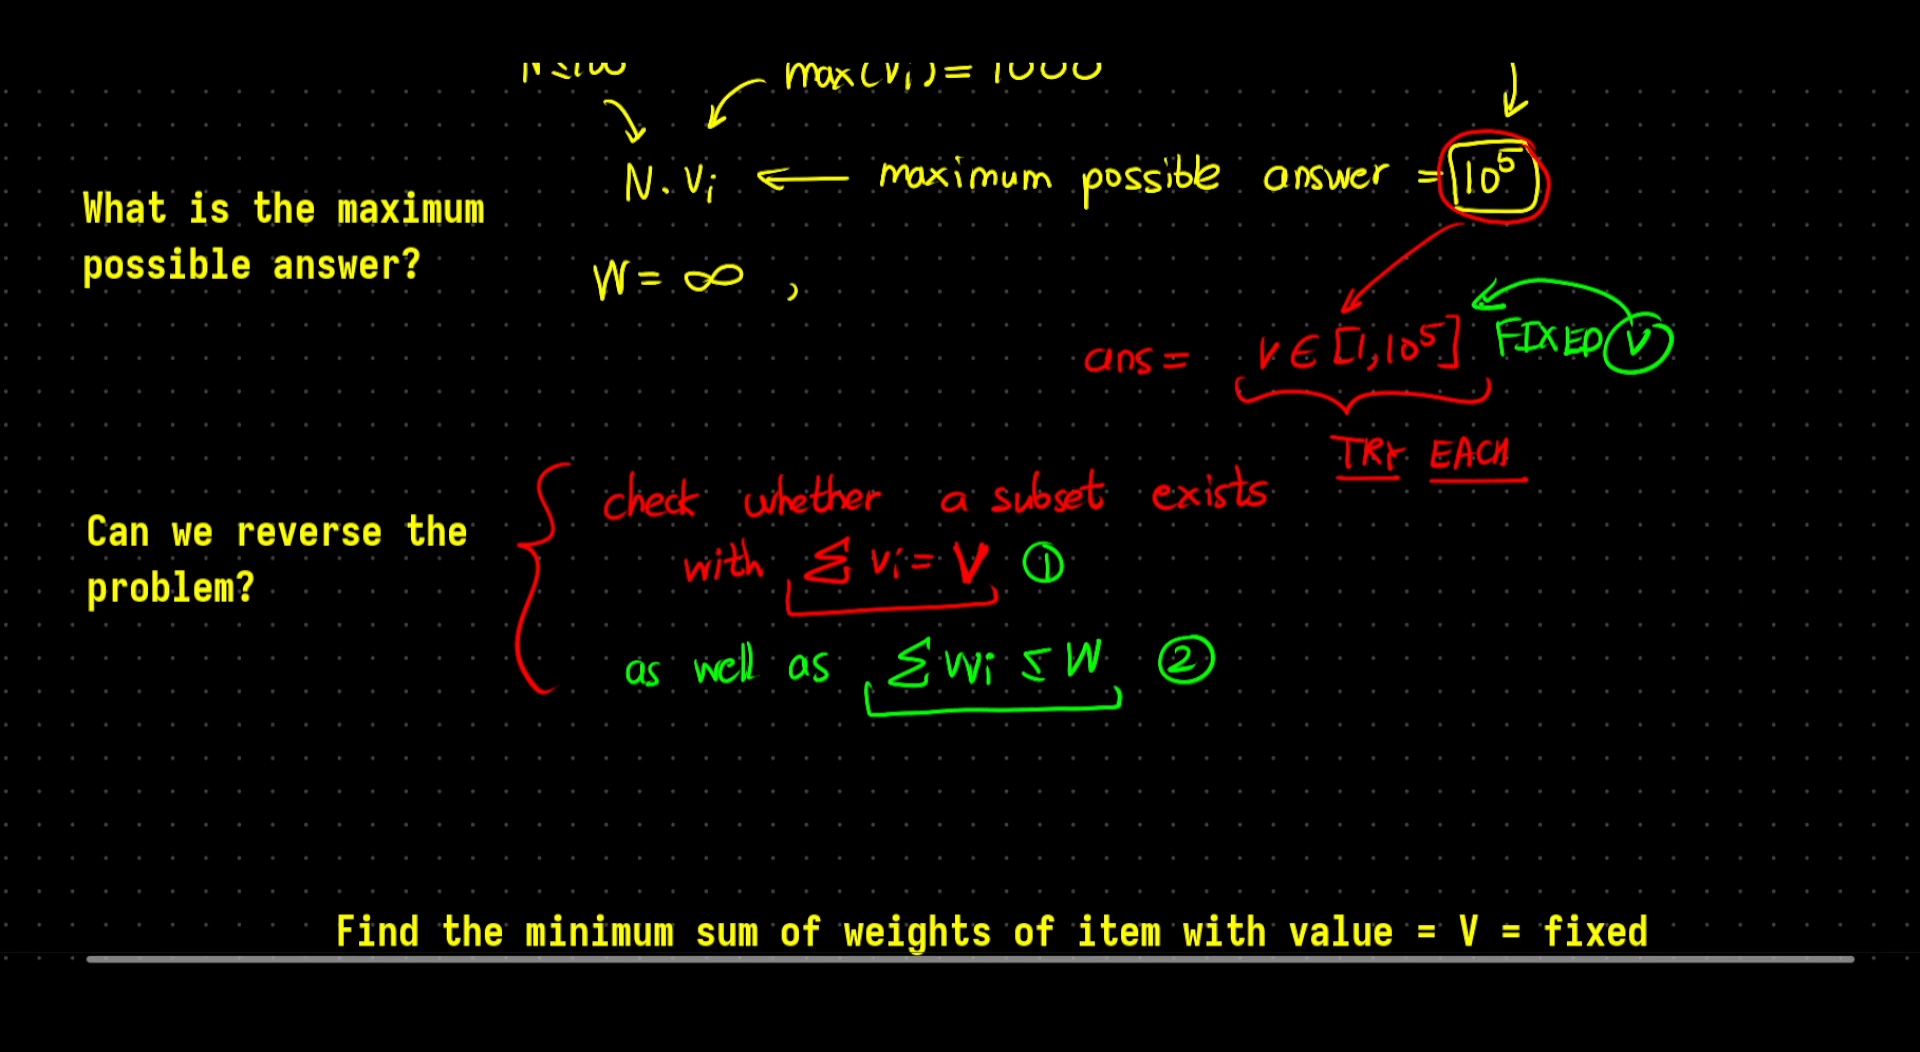 N ≤ 100
max(vi) = 1000
N . vi ← maximum possible answer = 10^5
What is the maximum
possible answer?
W = ∞ ,
ans = V ∈ [1, 10^5] FIXED V
TRY EACH
Can we reverse the
problem?
check whether a subset exists
with Σ vi = V ①
as well as Σ wi ≤ W ②
Find the minimum sum of weights of item with value = V = fixed